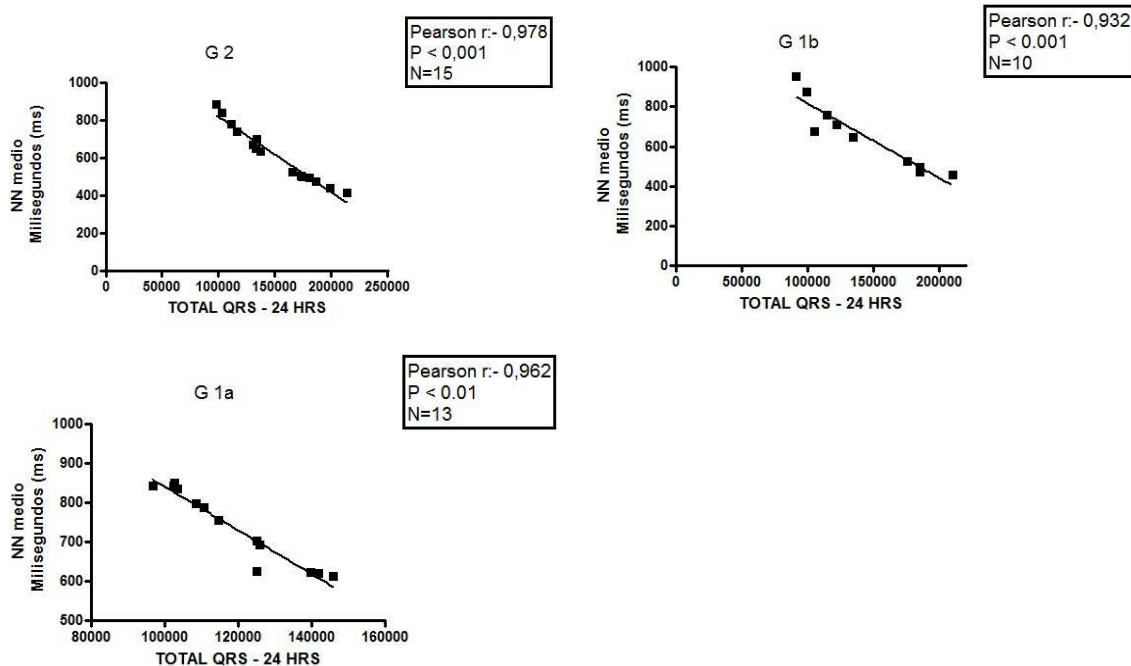 G 2
Pearson r:- 0,978
P < 0,001
N=15
NN medio
Milisegundos (ms)
1000
800
600
400
200
0
0 50000 100000 150000 200000 250000
TOTAL QRS - 24 HRS
G 1b
Pearson r:- 0,932
P < 0.001
N=10
NN medio
Milisegundos (ms)
1000
800
600
400
200
0
0 50000 100000 150000 200000
TOTAL QRS - 24 HRS
G 1a
Pearson r:- 0,962
P < 0.01
N=13
NN medio
Milisegundos (ms)
1000
900
800
700
600
500
80000 100000 120000 140000 160000
TOTAL QRS - 24 HRS